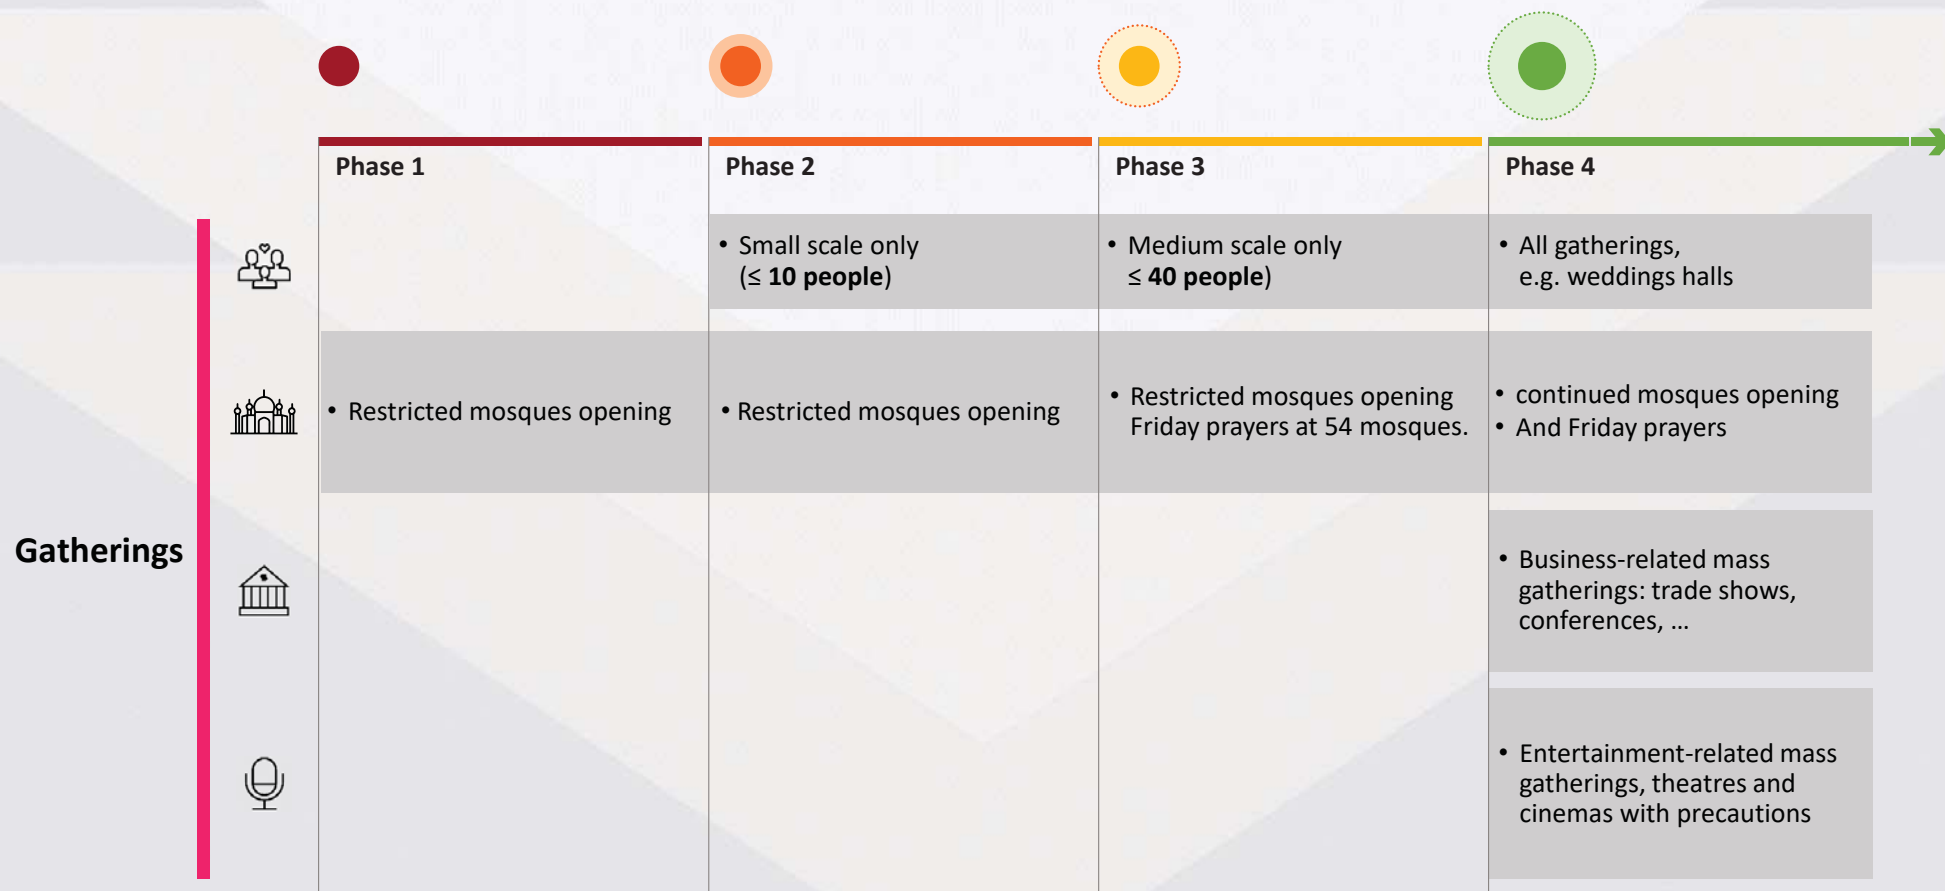 Phase 1
Phase 2
Phase 3
Phase 4
Gatherings
• Small scale only
(≤ 10 people)
• Medium scale only
≤ 40 people)
• All gatherings,
e.g. weddings halls
• Restricted mosques opening
• Restricted mosques opening
• Restricted mosques opening
Friday prayers at 54 mosques.
• continued mosques opening
• And Friday prayers
• Business-related mass
gatherings: trade shows,
conferences, ...
• Entertainment-related mass
gatherings, theatres and
cinemas with precautions